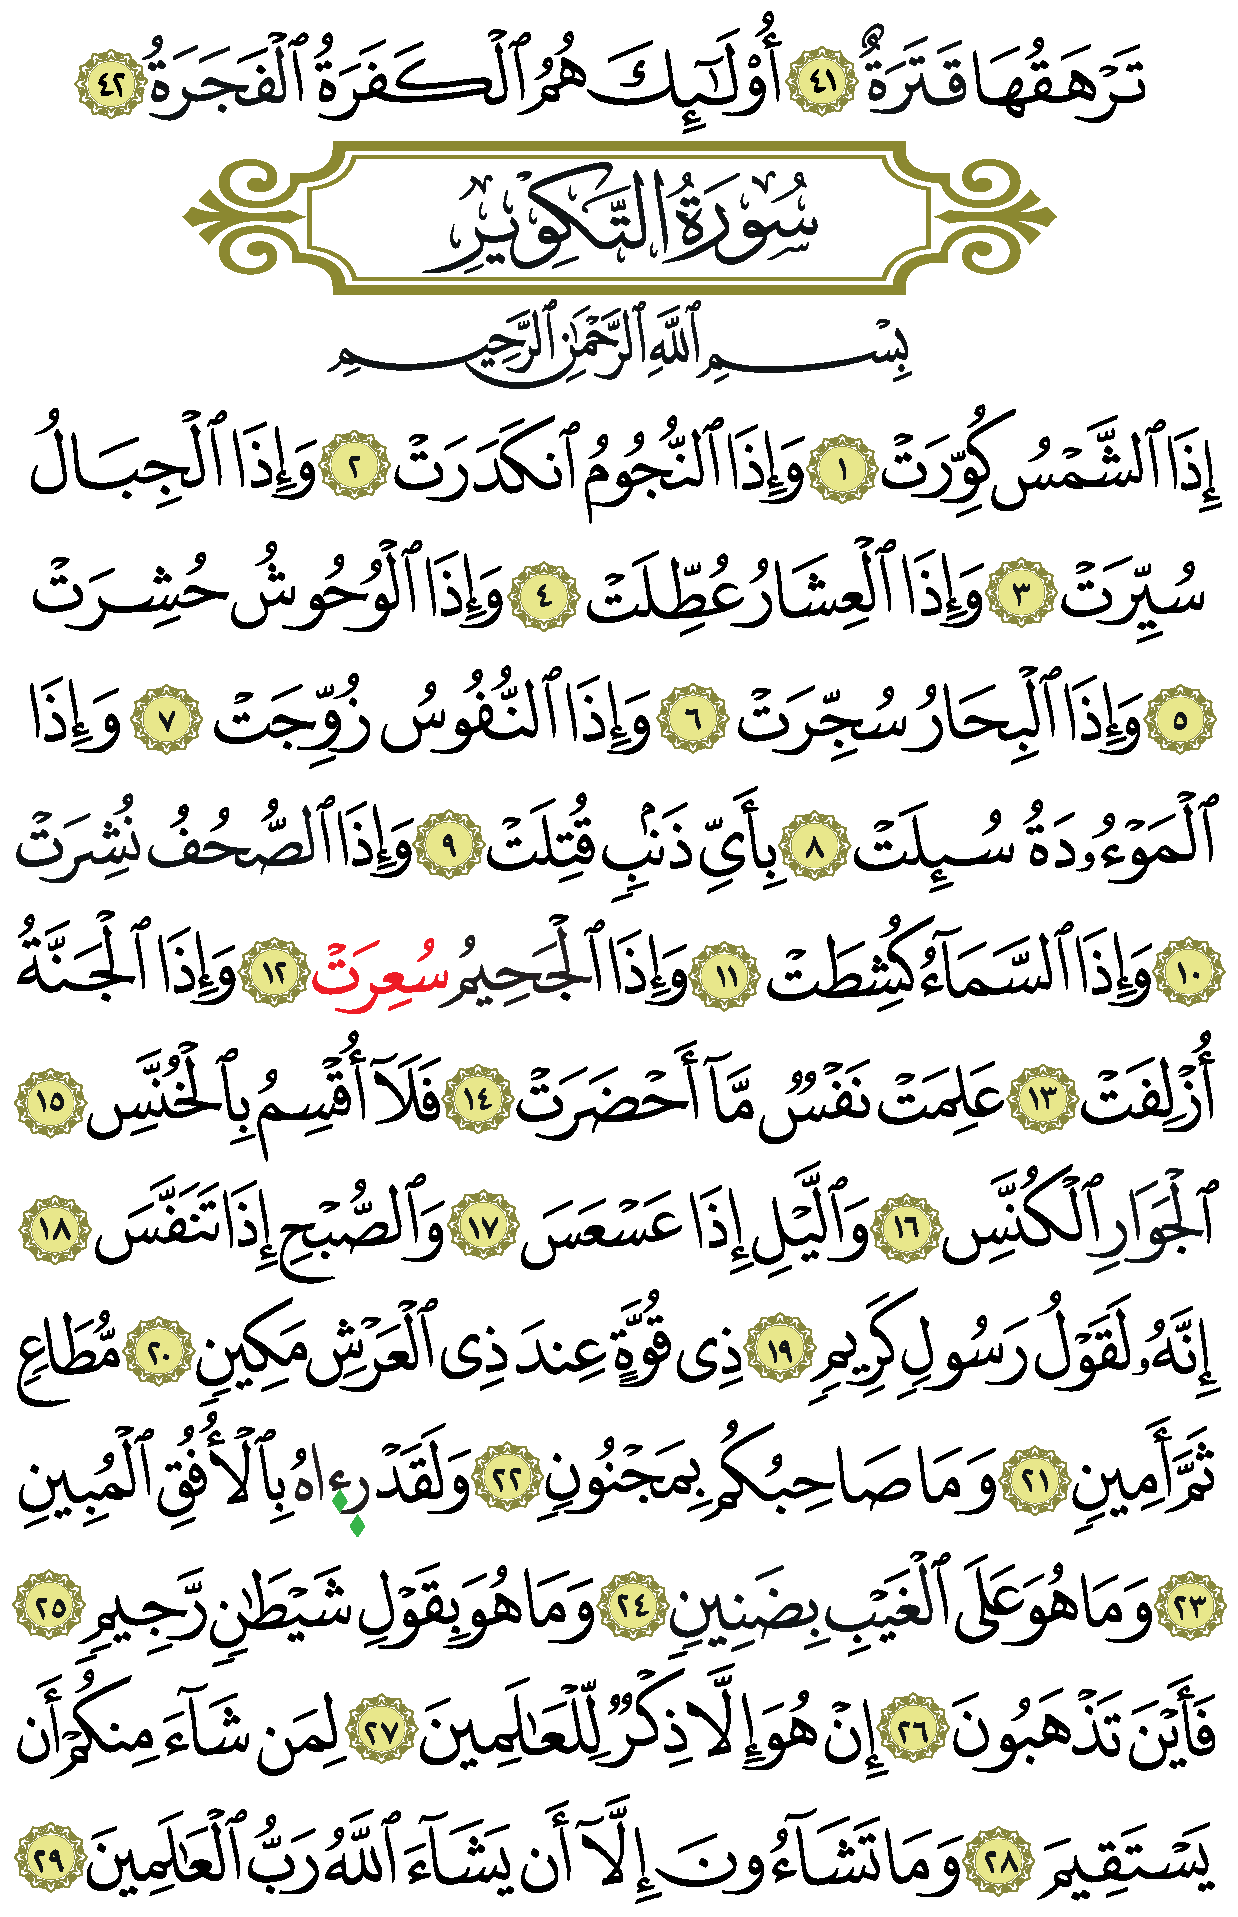 تَرْهَقُهَا قَتَرَةٌ ٤١ أُو۟لَـٰٓئِكَ هُمُ ٱلْكَفَرَةُ ٱلْفَجَرَةُ ٤٢
سُورَةُ التَّكْوِيرِ
بِسْمِ ٱللَّهِ ٱلرَّحْمَـٰنِ ٱلرَّحِيمِ
إِذَا ٱلشَّمْسُ كُوِّرَتْ ١ وَإِذَا ٱلنُّجُومُ ٱنكَدَرَتْ ٢ وَإِذَا ٱلْجِبَالُ
سُيِّرَتْ ٣ وَإِذَا ٱلْعِشَارُ عُطِّلَتْ ٤ وَإِذَا ٱلْوُحُوشُ حُشِرَتْ
٥ وَإِذَا ٱلْبِحَارُ سُجِّرَتْ ٦ وَإِذَا ٱلنُّفُوسُ زُوِّجَتْ ٧ وَإِذَا
ٱلْمَوْءُۥدَةُ سُئِلَتْ ٨ بِأَىِّ ذَنۢبٍ قُتِلَتْ ٩ وَإِذَا ٱلصُّحُفُ نُشِرَتْ
١٠ وَإِذَا ٱلسَّمَآءُ كُشِطَتْ ١١ وَإِذَا ٱلْجَحِيمُ سُعِرَتْ ١٢ وَإِذَا ٱلْجَنَّةُ
أُزْلِفَتْ ١٣ عَلِمَتْ نَفْسٌ مَّآ أَحْضَرَتْ ١٤ فَلَآ أُقْسِمُ بِٱلْخُنَّسِ ١٥
ٱلْجَوَارِ ٱلْكُنَّسِ ١٦ وَٱلَّيْلِ إِذَا عَسْعَسَ ١٧ وَٱلصُّبْحِ إِذَا تَنَفَّسَ ١٨
إِنَّهُۥ لَقَوْلُ رَسُولٍ كَرِيمٍ ١٩ ذِى قُوَّةٍ عِندَ ذِى ٱلْعَرْشِ مَكِينٍ ٢٠ مُّطَاعٍ
ثَمَّ أَمِينٍ ٢١ وَمَا صَاحِبُكُم بِمَجْنُونٍ ٢٢ وَلَقَدْ رءاهُ بِٱلْأُفُقِ ٱلْمُبِينِ
٢٣ وَمَا هُوَ عَلَى ٱلْغَيْبِ بِضَنِينٍ ٢٤ وَمَا هُوَ بِقَوْلِ شَيْطَـٰنٍ رَّجِيمٍ ٢٥
فَأَيْنَ تَذْهَبُونَ ٢٦ إِنْ هُوَ إِلَّا ذِكْرٌ لِّلْعَـٰلَمِينَ ٢٧ لِمَن شَآءَ مِنكُمْ أَن
يَسْتَقِيمَ ٢٨ وَمَا تَشَآءُونَ إِلَّآ أَن يَشَآءَ ٱللَّهُ رَبُّ ٱلْعَـٰلَمِينَ ٢٩